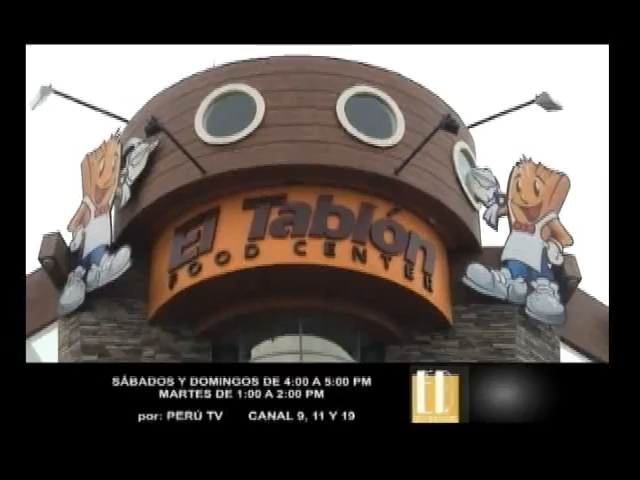 El Tablón
FOOD CENTER
SÁBADOS Y DOMINGOS DE 4:00 A 5:00 PM
MARTES DE 1:00 A 2:00 PM
por: PERÚ TV CANAL 9, 11 Y 19